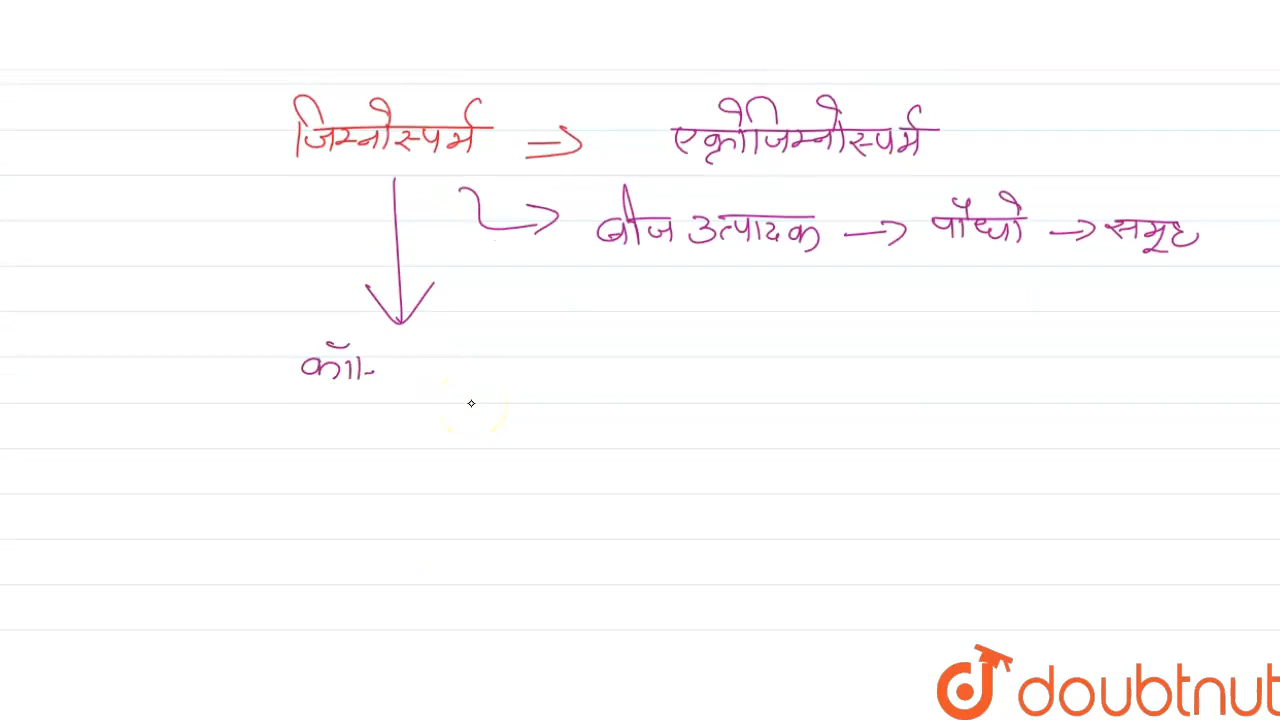 जिम्नोस्पर्म ⇒ एक्रोजिम्नोस्पर्म
→ बीज उत्पादक → पौधों → समूह
doubtnut